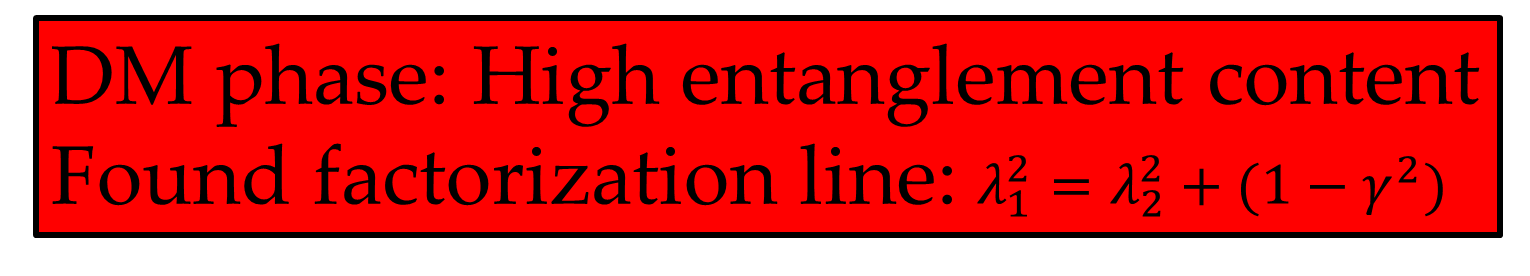 DM phase: High entanglement content
Found factorization line: λ₁² = λ₂² + (1 − γ²)